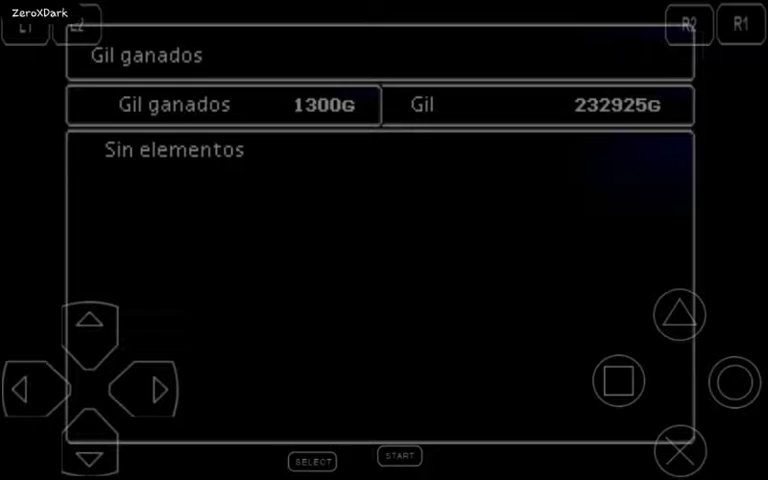 ZeroXDark
L1 L2 R2 R1
Gil ganados
Gil ganados 1300G Gil 232925G
Sin elementos
SELECT START